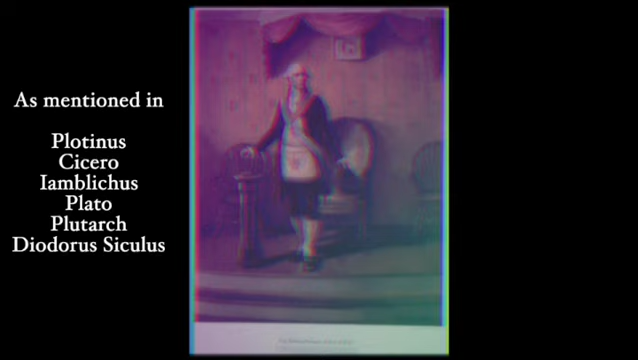 As mentioned in
Plotinus
Cicero
Iamblichus
Plato
Plutarch
Diodorus Siculus